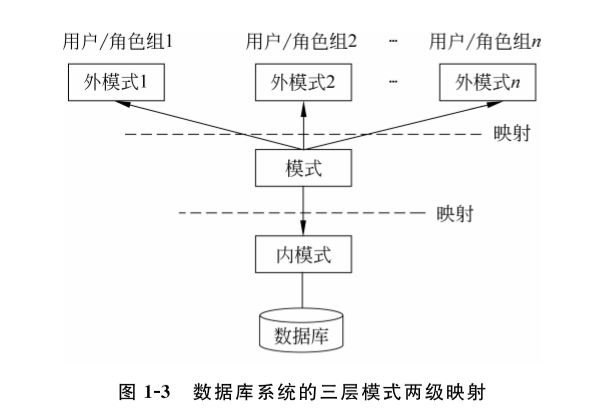 用户/角色组1 用户/角色组2 … 用户/角色组n
外模式1 外模式2 … 外模式n
映射
模式
映射
内模式
数据库
图 1-3 数据库系统的三层模式两级映射